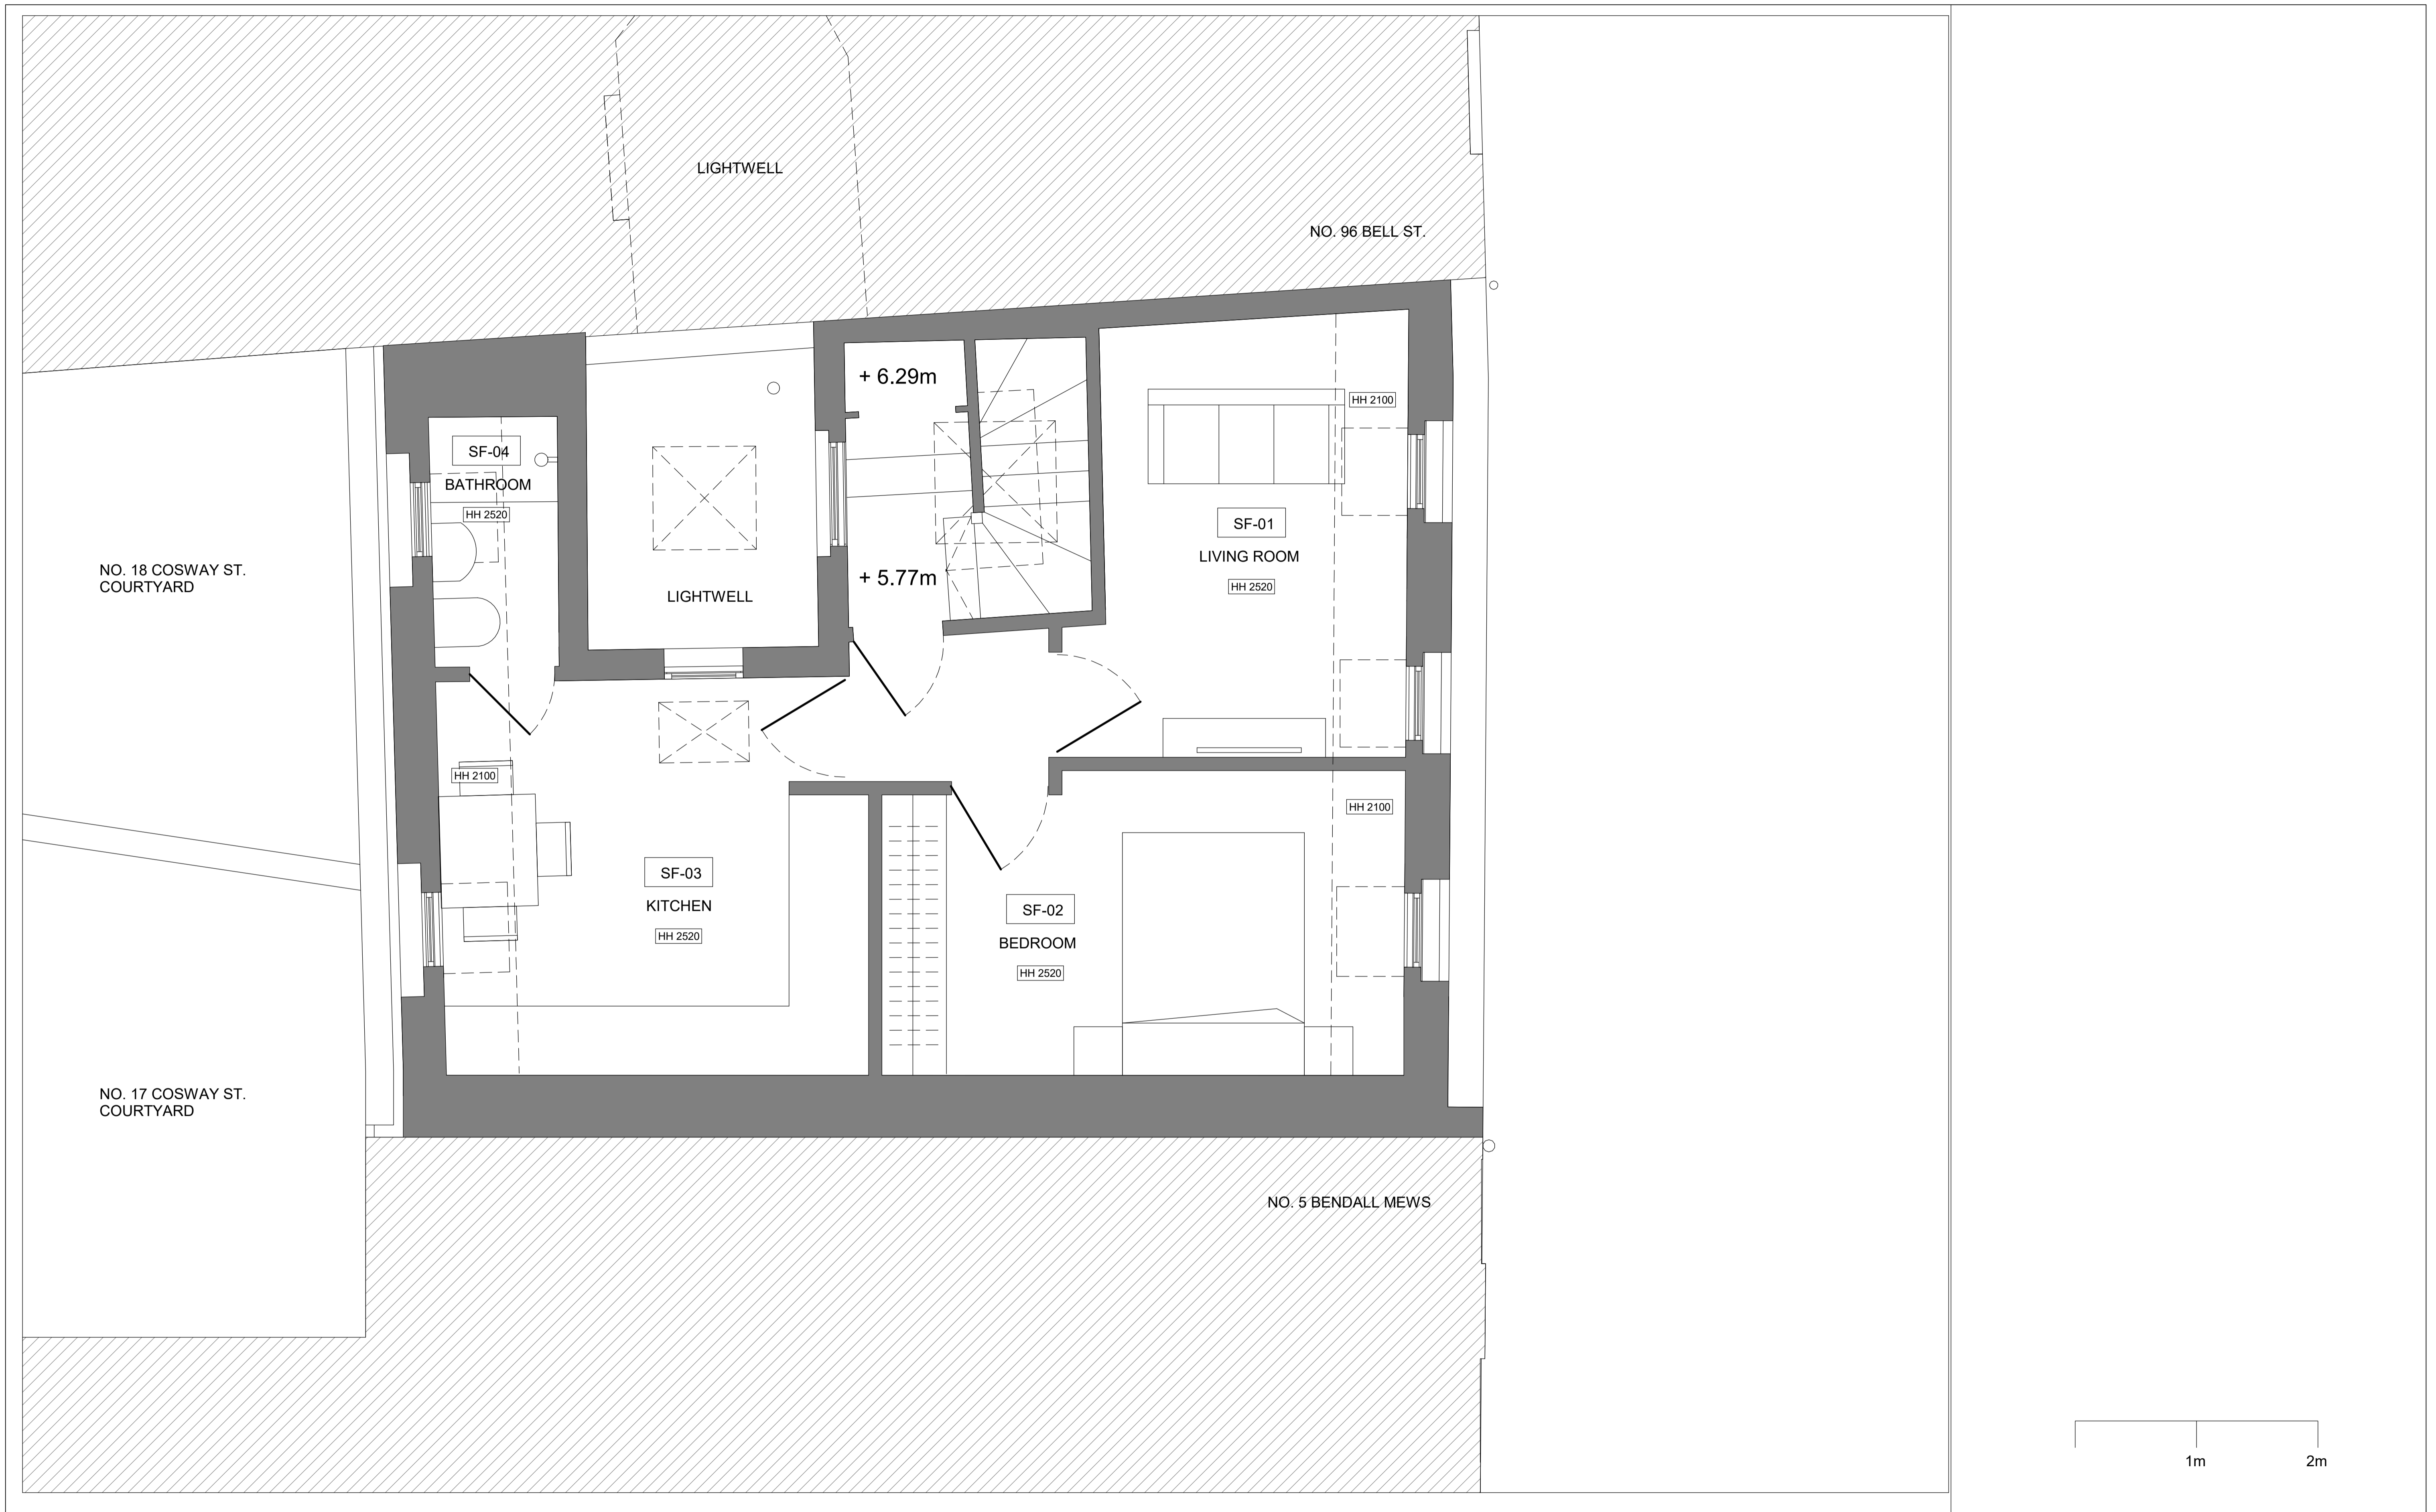 LIGHTWELL
NO. 96 BELL ST.
+ 6.29m
HH 2100
SF-04
BATHROOM
HH 2520
SF-01
LIVING ROOM
HH 2520
NO. 18 COSWAY ST.
COURTYARD
+ 5.77m
LIGHTWELL
HH 2100
HH 2100
SF-03
KITCHEN
HH 2520
SF-02
BEDROOM
HH 2520
NO. 17 COSWAY ST.
COURTYARD
NO. 5 BENDALL MEWS
1m
2m